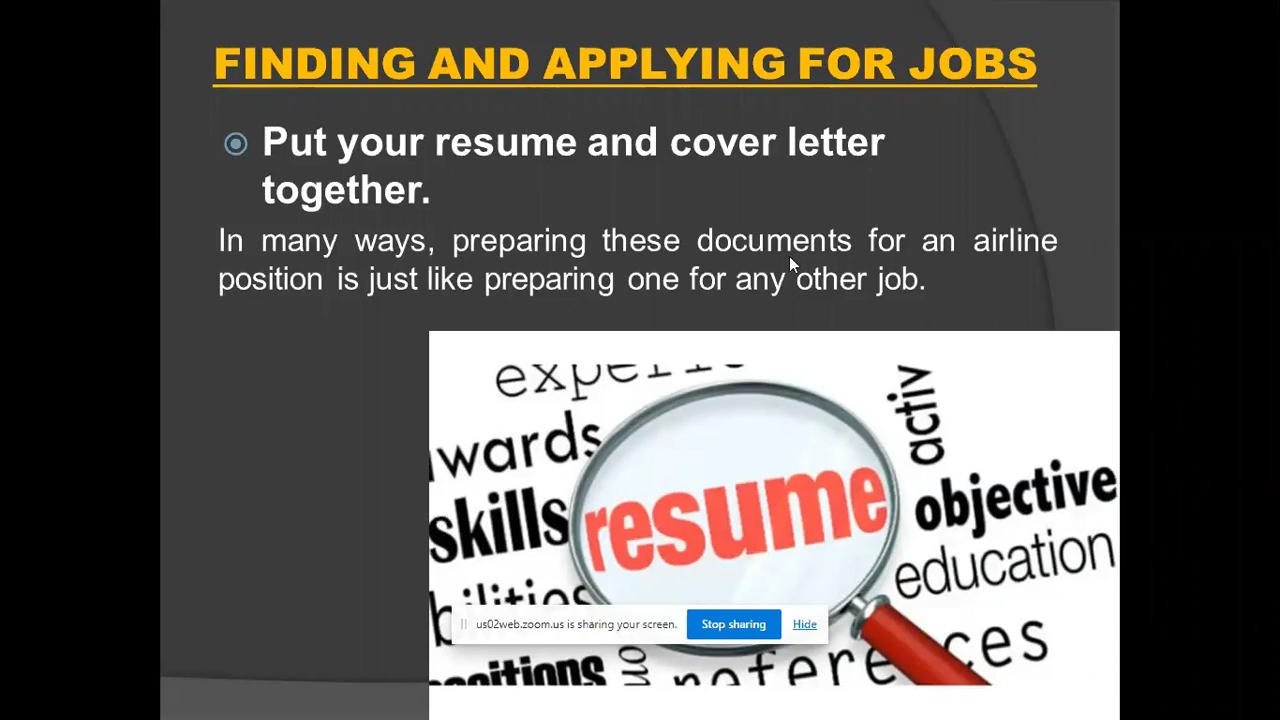 FINDING AND APPLYING FOR JOBS
Put your resume and cover letter
together.
In many ways, preparing these documents for an airline
position is just like preparing one for any other job.
skills
resume
objective
education
us02web.zoom.us is sharing your screen. Stop sharing Hide